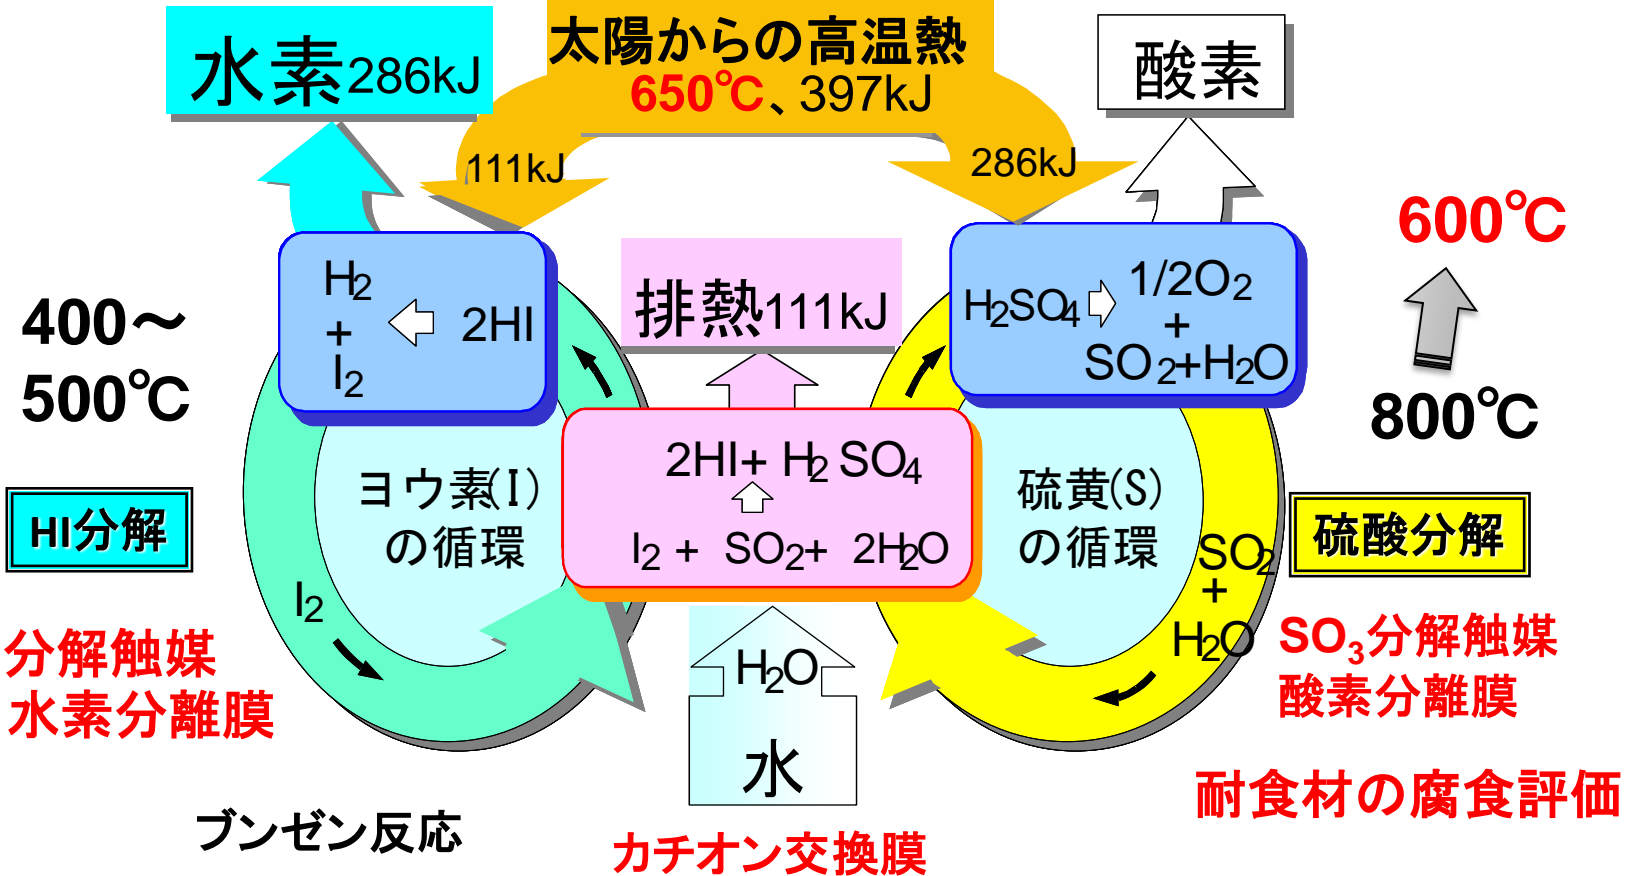 水素286kJ
太陽からの高温熱
650℃、397kJ
酸素
111kJ
286kJ
H₂
+
I₂
2HI
排熱111kJ
H₂SO₄
1/2O₂
+
SO₂+H₂O
600℃
800℃
400～
500℃
ヨウ素(I)
の循環
2HI+ H₂ SO₄
I₂ + SO₂+ 2H₂O
硫黄(S)
の循環
HI分解
硫酸分解
I₂
SO₂
+
H₂O
分解触媒
水素分離膜
H₂O
水
SO₃分解触媒
酸素分離膜
耐食材の腐食評価
ブンゼン反応
カチオン交換膜